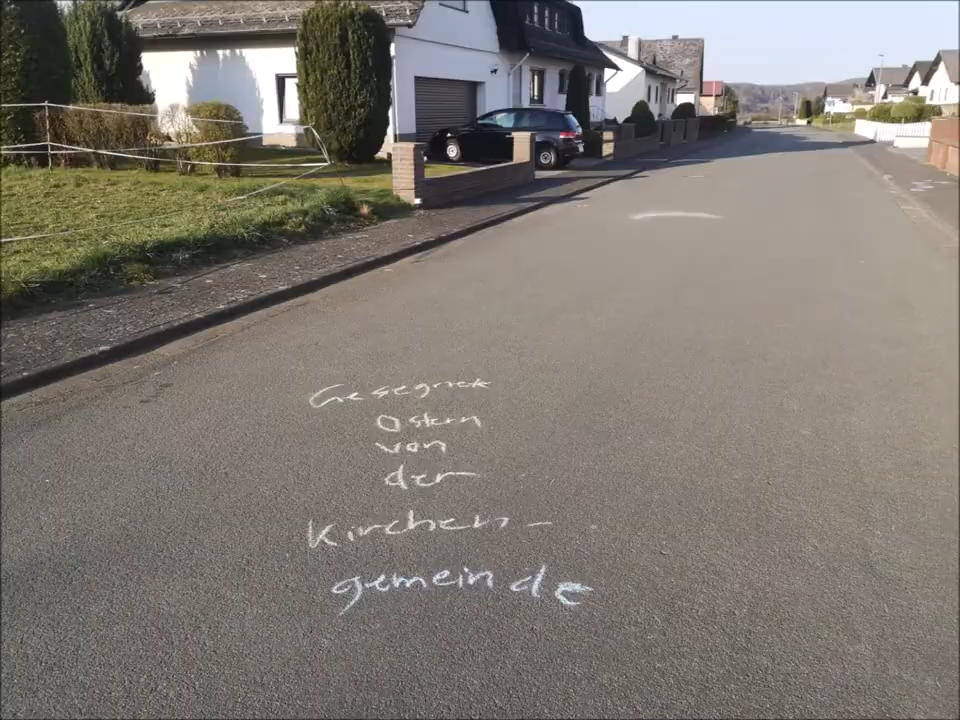 Gesegnete
Ostern
von
der
Kirchen-
gemeinde